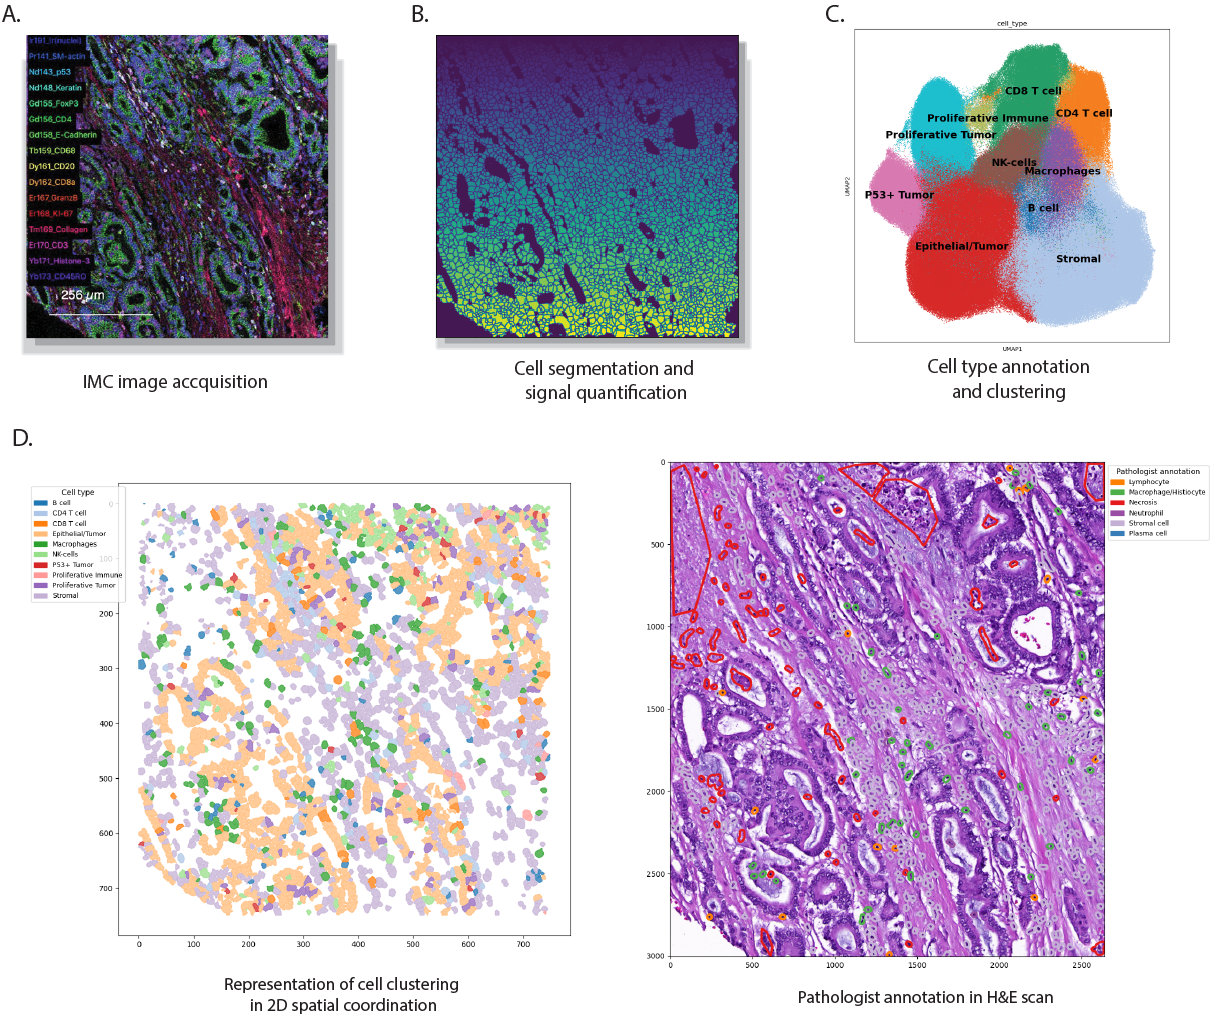 A.
Ir191_Ir(nuclei)
Pr141_SM-actin
Nd143_p53
Nd148_Keratin
Gd155_FoxP3
Gd156_CD4
Gd158_E-Cadherin
Tb159_CD68
Dy161_CD20
Dy162_CD8a
Er167_GranzB
Er168_Ki-67
Tm169_Collagen
Er170_CD3
Yb171_Histone-3
Yb173_CD45RO
256 µm
IMC image accquisition
B.
Cell segmentation and
signal quantification
C.
cell_type
CD8 T cell
CD4 T cell
Proliferative Immune
Proliferative Tumor
NK-cells
Macrophages
P53+ Tumor
B cell
Epithelial/Tumor
Stromal
UMAP2
UMAP1
Cell type annotation
and clustering
D.
Cell type
B cell
CD4 T cell
CD8 T cell
Epithelial/Tumor
Macrophages
NK-cells
P53+ Tumor
Proliferative Immune
Proliferative Tumor
Stromal
0
100
200
300
400
500
600
700
0 100 200 300 400 500 600 700
Representation of cell clustering
in 2D spatial coordination
0
500
1000
1500
2000
2500
3000
0 500 1000 1500 2000 2500
Pathologist annotation
Lymphocyte
Macrophage/Histiocyte
Necrosis
Neutrophil
Stromal cell
Plasma cell
Pathologist annotation in H&E scan